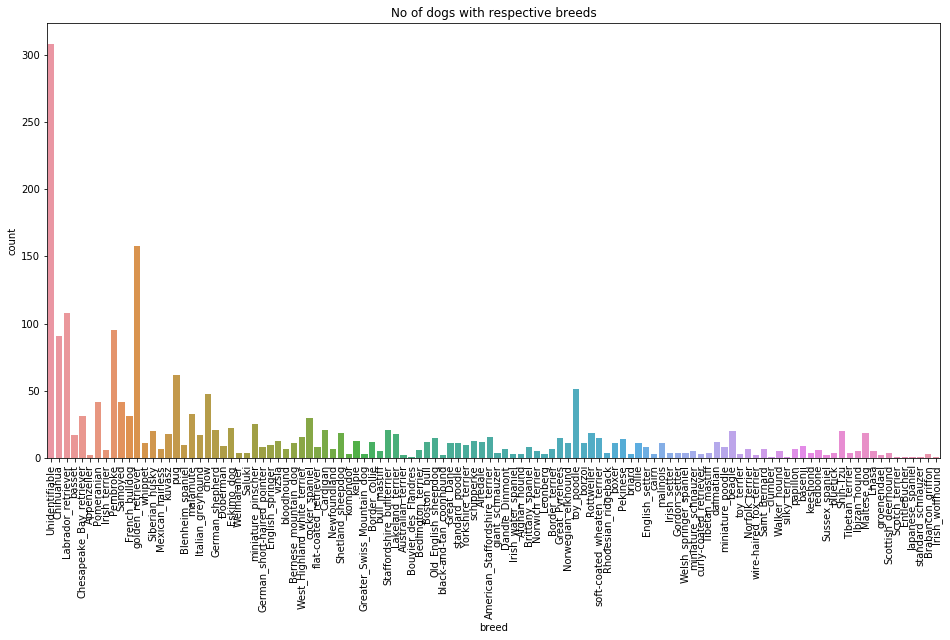 No of dogs with respective breeds
count
300
250
200
150
100
50
0
Unidentifiable
Chihuahua
Labrador_retriever
basset
Chesapeake_Bay_retriever
Appenzeller
Pomeranian
Irish_terrier
Pembroke
Samoyed
French_bulldog
golden_retriever
whippet
Siberian_husky
Mexican_hairless
kuvasz
pug
Blenheim_spaniel
malamute
Italian_greyhound
chow
German_shepherd
Doberman
Eskimo_dog
Weimaraner
Saluki
miniature_pinscher
German_short-haired_pointer
English_springer
vizsla
bloodhound
Bernese_mountain_dog
West_Highland_white_terrier
cocker_spaniel
flat-coated_retriever
Cardigan
Newfoundland
Shetland_sheepdog
komondor
kelpie
Greater_Swiss_Mountain_dog
Border_collie
bull_mastiff
Staffordshire_bullterrier
Lakeland_terrier
Australian_terrier
Bouvier_des_Flandres
Bedlington_terrier
Boston_bull
Old_English_sheepdog
black-and-tan_coonhound
Great_Dane
standard_poodle
Yorkshire_terrier
schipperke
Airedale
American_Staffordshire_terrier
giant_schnauzer
Dandie_Dinmont
Irish_water_spaniel
Afghan_hound
Brittany_spaniel
Norwich_terrier
Leonberg
Border_terrier
Great_Pyrenees
Norwegian_elkhound
toy_poodle
borzoi
Rottweiler
soft-coated_wheaten_terrier
Rhodesian_ridgeback
boxer
Pekinese
briard
collie
English_setter
cairn
Irish_setter
Gordon_setter
Welsh_springer_spaniel
miniature_schnauzer
curly-coated_retriever
Tibetan_mastiff
dalmatian
miniature_poodle
beagle
toy_terrier
Norfolk_terrier
wire-haired_fox_terrier
Saint_Bernard
clumber
Walker_hound
silky_terrier
papillon
basenji
keeshond
redbone
Sussex_spaniel
bluetick
Shih-Tzu
Tibetan_terrier
Ibizan_hound
Maltese_dog
Lhasa
groenendael
Scottish_deerhound
Scotch_terrier
EntleBucher
Japanese_spaniel
standard_schnauzer
Brabancon_griffon
Irish_wolfhound
breed